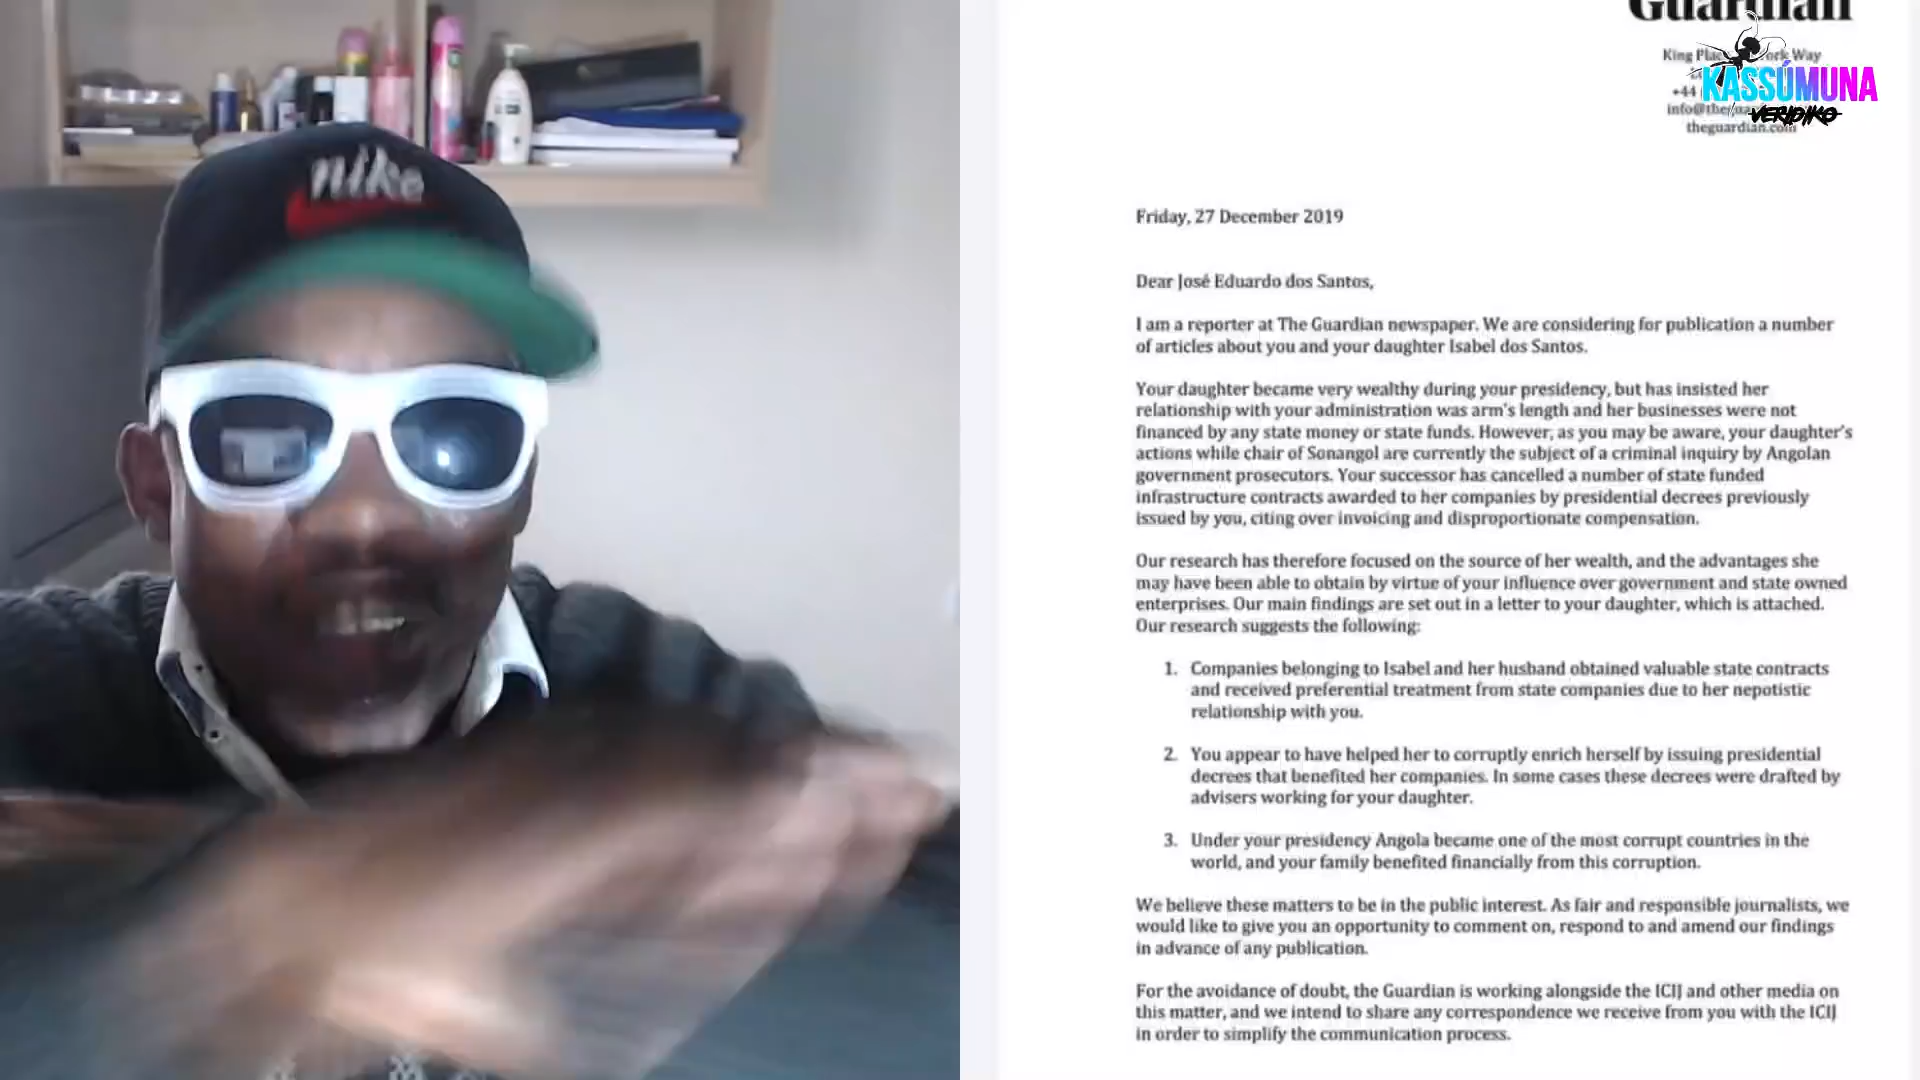 nike
Guardian
KASSÚMUNA
VERIDIKO
theguardian.com
Friday, 27 December 2019
Dear José Eduardo dos Santos,
I am a reporter at The Guardian newspaper. We are considering for publication a number
of articles about you and your daughter Isabel dos Santos.
Your daughter became very wealthy during your presidency, but has insisted her
relationship with your administration was arm's length and her businesses were not
financed by any state money or state funds. However, as you may be aware, your daughter's
actions while chair of Sonangol are currently the subject of a criminal inquiry by Angolan
government prosecutors. Your successor has cancelled a number of state funded
infrastructure contracts awarded to her companies by presidential decrees previously
issued by you, citing over invoicing and disproportionate compensation.
Our research has therefore focused on the source of her wealth, and the advantages she
may have been able to obtain by virtue of your influence over government and state owned
enterprises. Our main findings are set out in a letter to your daughter, which is attached.
Our research suggests the following:
1. Companies belonging to Isabel and her husband obtained valuable state contracts
and received preferential treatment from state companies due to her nepotistic
relationship with you.
2. You appear to have helped her to corruptly enrich herself by issuing presidential
decrees that benefited her companies. In some cases these decrees were drafted by
advisers working for your daughter.
3. Under your presidency Angola became one of the most corrupt countries in the
world, and your family benefited financially from this corruption.
We believe these matters to be in the public interest. As fair and responsible journalists, we
would like to give you an opportunity to comment on, respond to and amend our findings
in advance of any publication.
For the avoidance of doubt, the Guardian is working alongside the ICIJ and other media on
this matter, and we intend to share any correspondence we receive from you with the ICIJ
in order to simplify the communication process.